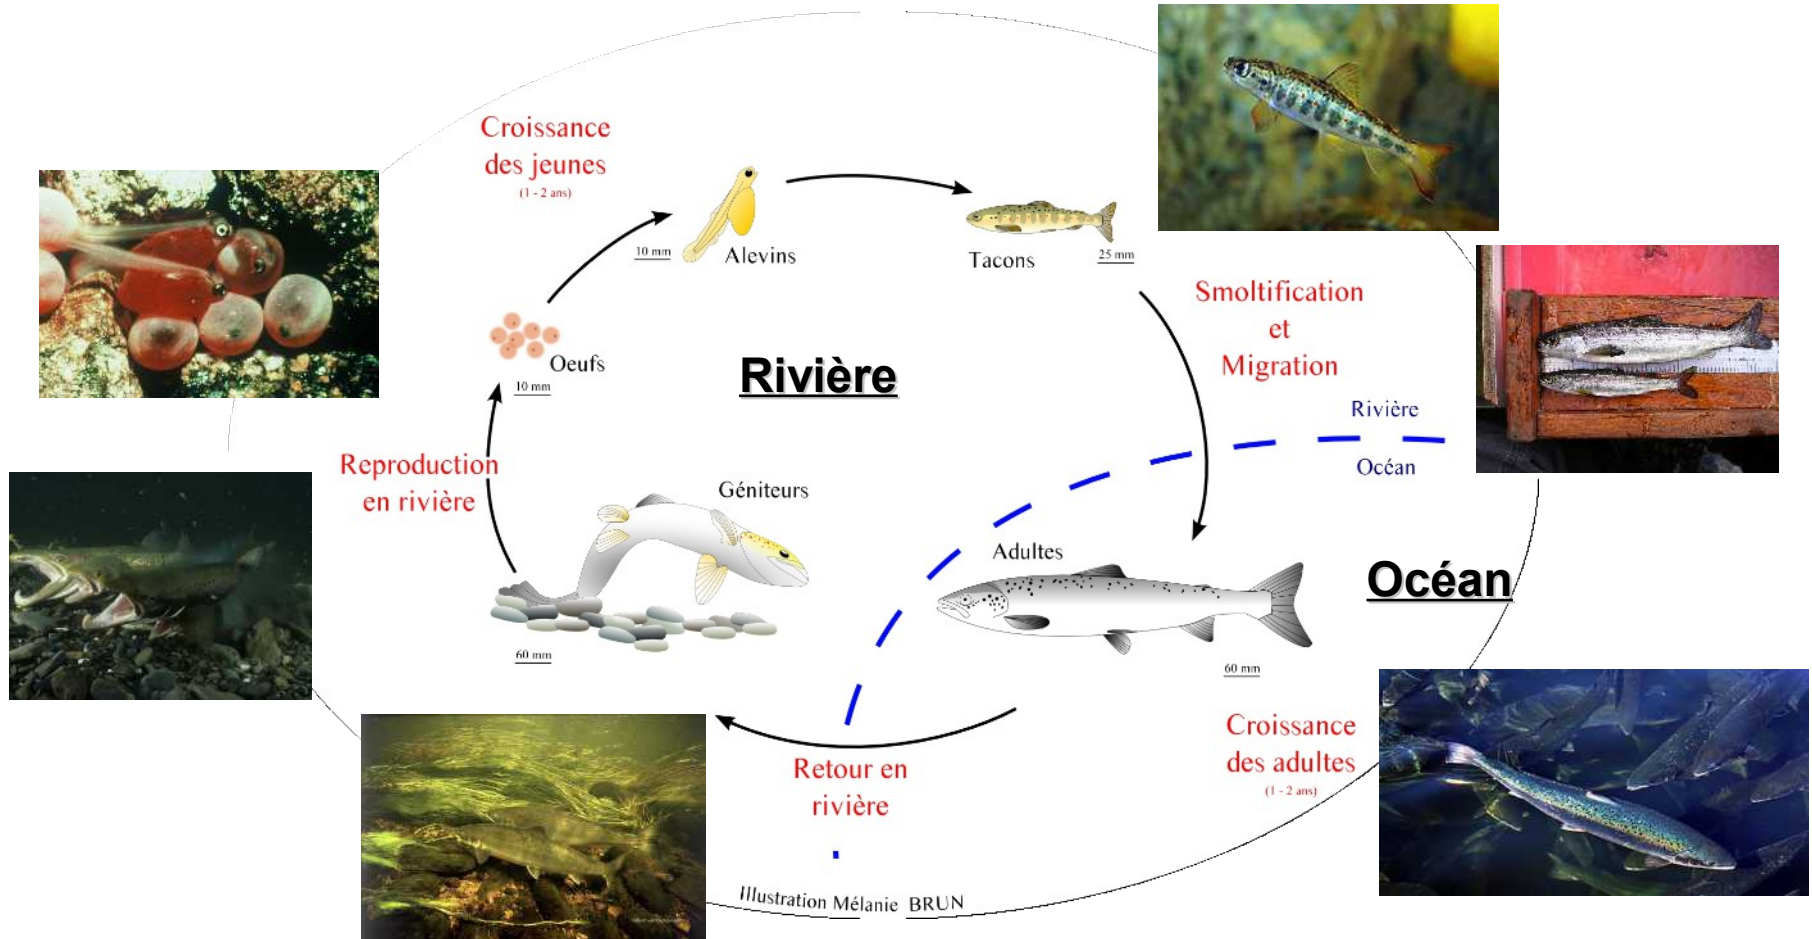 Croissance
des jeunes
(1 - 2 ans)
10 mm
Alevins
Tacons
25 mm
Smoltification
et
Migration
Oeufs
10 mm
Rivière
Rivière
Océan
Reproduction
en rivière
Géniteurs
60 mm
Adultes
Océan
60 mm
Croissance
des adultes
(1 - 2 ans)
Retour en
rivière
Illustration Mélanie BRUN